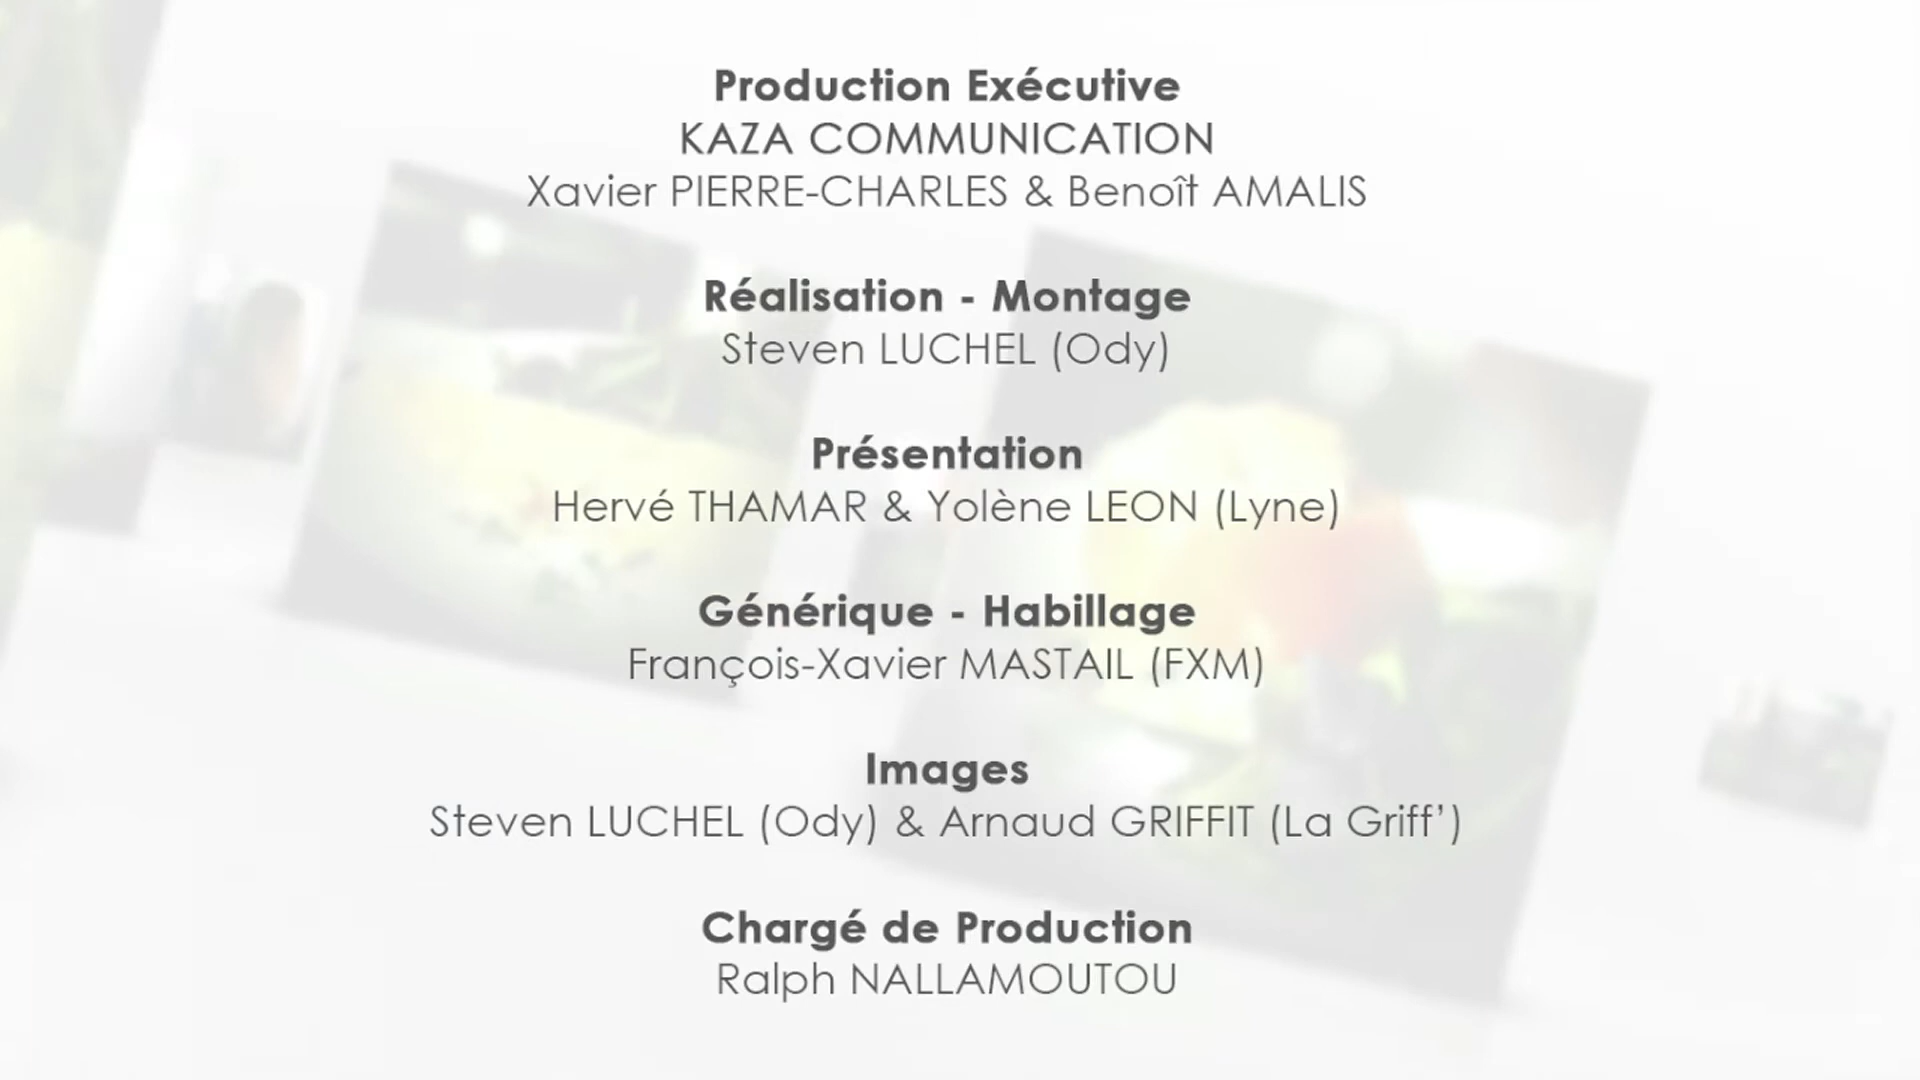 Production Exécutive
KAZA COMMUNICATION
Xavier PIERRE-CHARLES & Benoît AMALIS
Réalisation - Montage
Steven LUCHEL (Ody)
Présentation
Hervé THAMAR & Yolène LEON (Lyne)
Générique - Habillage
François-Xavier MASTAIL (FXM)
Images
Steven LUCHEL (Ody) & Arnaud GRIFFIT (La Griff’)
Chargé de Production
Ralph NALLAMOUTOU